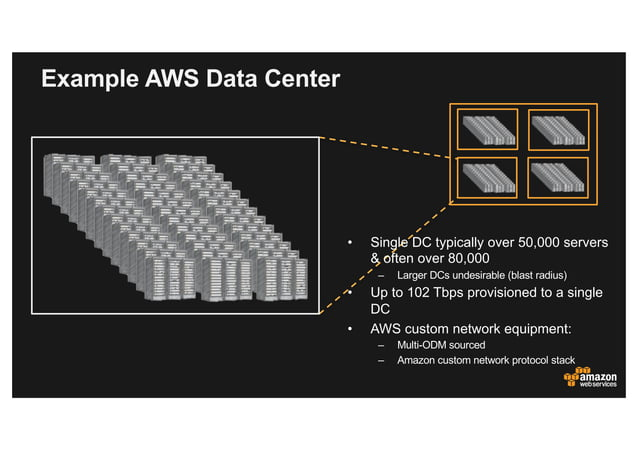 Example AWS Data Center
• Single DC typically over 50,000 servers
& often over 80,000
– Larger DCs undesirable (blast radius)
• Up to 102 Tbps provisioned to a single
DC
• AWS custom network equipment:
– Multi-ODM sourced
– Amazon custom network protocol stack
amazon
web services